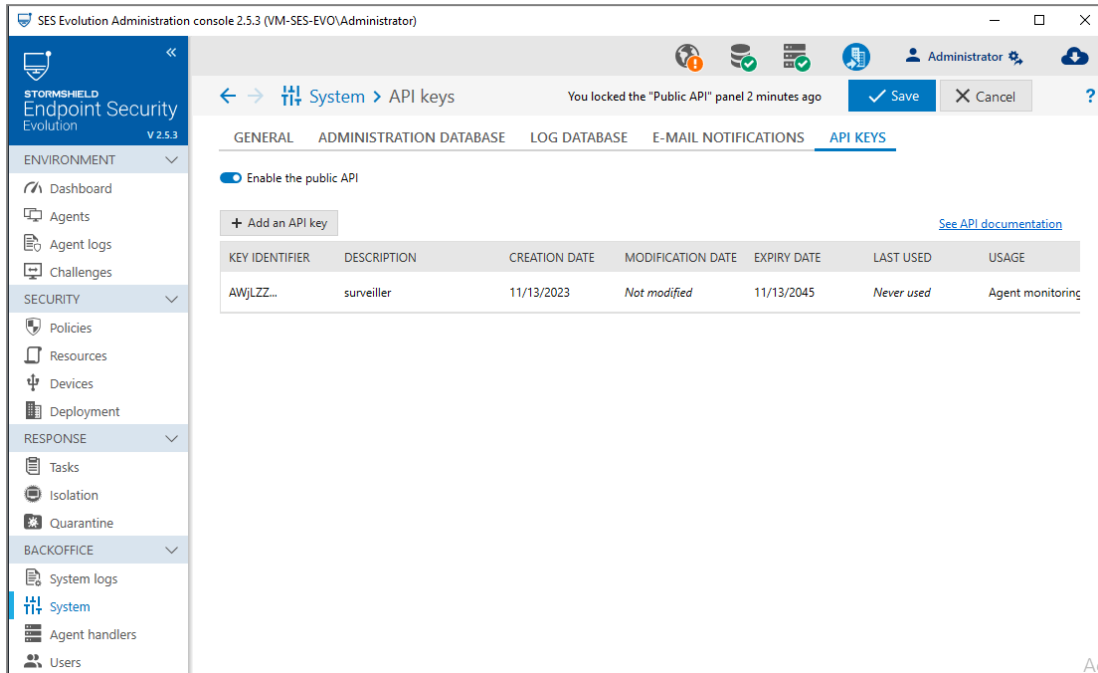 SES Evolution Administration console 2.5.3 (VM-SES-EVO\Administrator)
STORMSHIELD
Endpoint Security
Evolution
V 2.5.3
Administrator
System > API keys
You locked the "Public API" panel 2 minutes ago
Save
Cancel
?
GENERAL ADMINISTRATION DATABASE LOG DATABASE E-MAIL NOTIFICATIONS API KEYS
Enable the public API
+ Add an API key
See API documentation
KEY IDENTIFIER DESCRIPTION CREATION DATE MODIFICATION DATE EXPIRY DATE LAST USED USAGE
AWjLZZ... surveiller 11/13/2023 Not modified 11/13/2045 Never used Agent monitoring
ENVIRONMENT
Dashboard
Agents
Agent logs
Challenges
SECURITY
Policies
Resources
Devices
Deployment
RESPONSE
Tasks
Isolation
Quarantine
BACKOFFICE
System logs
System
Agent handlers
Users